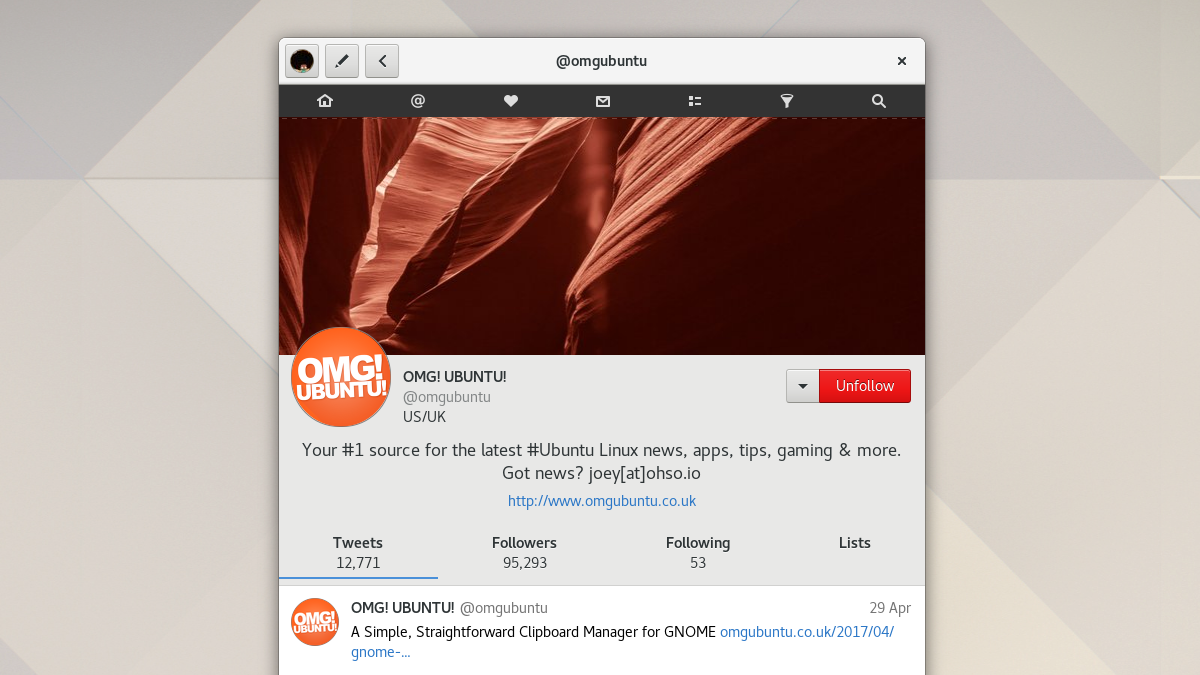 @omgubuntu
@
OMG!
UBUNTU!
OMG! UBUNTU!
@omgubuntu
US/UK
Unfollow
Your #1 source for the latest #Ubuntu Linux news, apps, tips, gaming & more.
Got news? joey[at]ohso.io
http://www.omgubuntu.co.uk
Tweets Followers Following Lists
12,771 95,293 53
OMG!
UBUNTU!
OMG! UBUNTU! @omgubuntu 29 Apr
A Simple, Straightforward Clipboard Manager for GNOME omgubuntu.co.uk/2017/04/
gnome-…